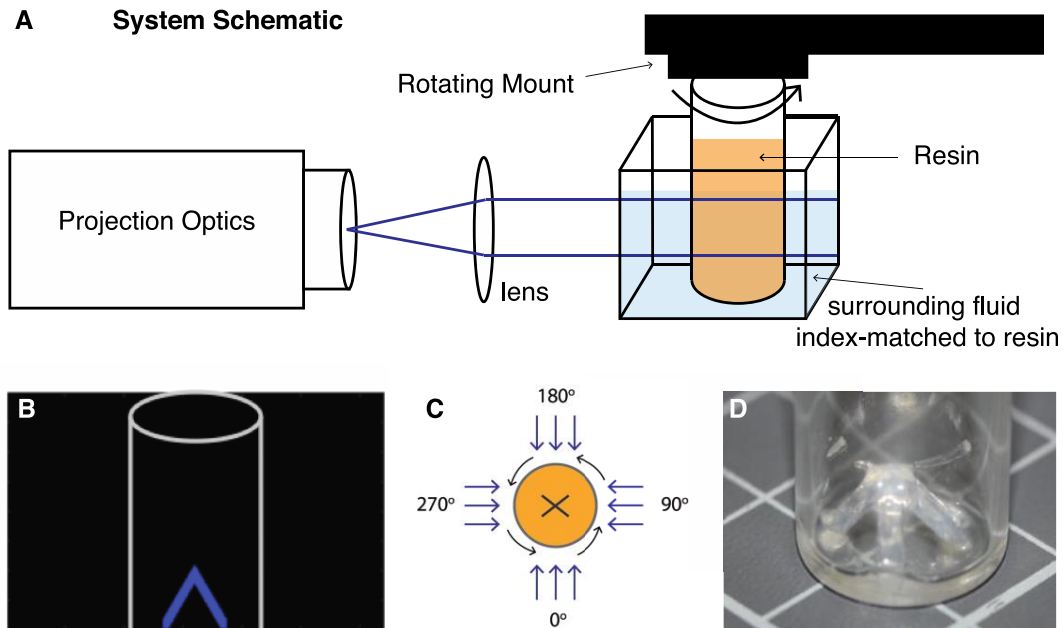 A
System Schematic
Rotating Mount
Resin
Projection Optics
lens
surrounding fluid
index-matched to resin
B
C
180º
270º
90º
0º
D